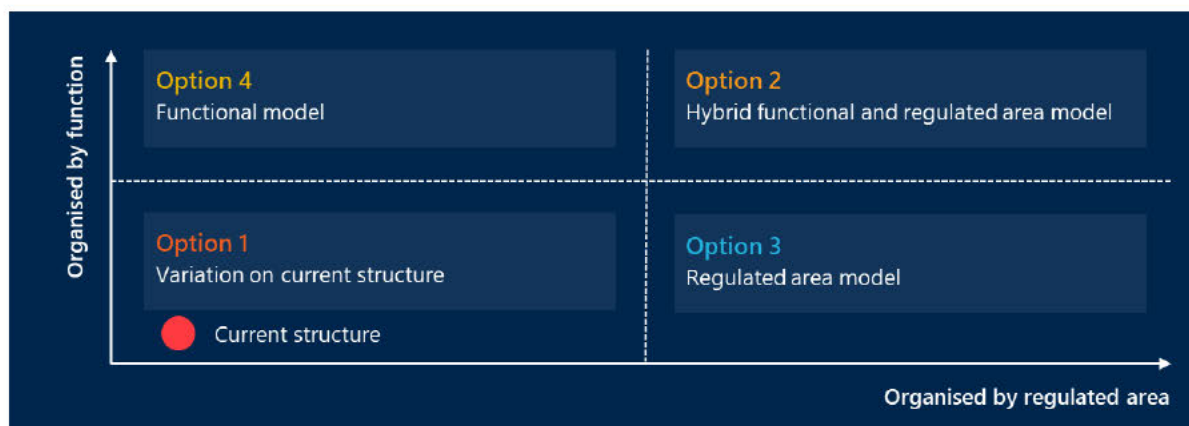 Organised by function
Option 4
Functional model
Option 2
Hybrid functional and regulated area model
Option 1
Variation on current structure
Option 3
Regulated area model
Current structure
Organised by regulated area